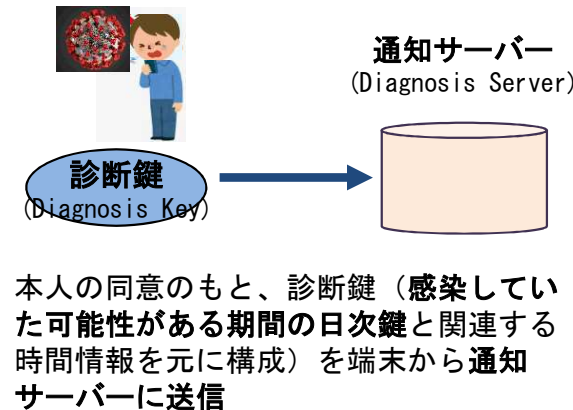 通知サーバー
(Diagnosis Server)
診断鍵
(Diagnosis Key)
本人の同意のもと、診断鍵（感染してい
た可能性がある期間の日次鍵と関連する
時間情報を元に構成）を端末から通知
サーバーに送信